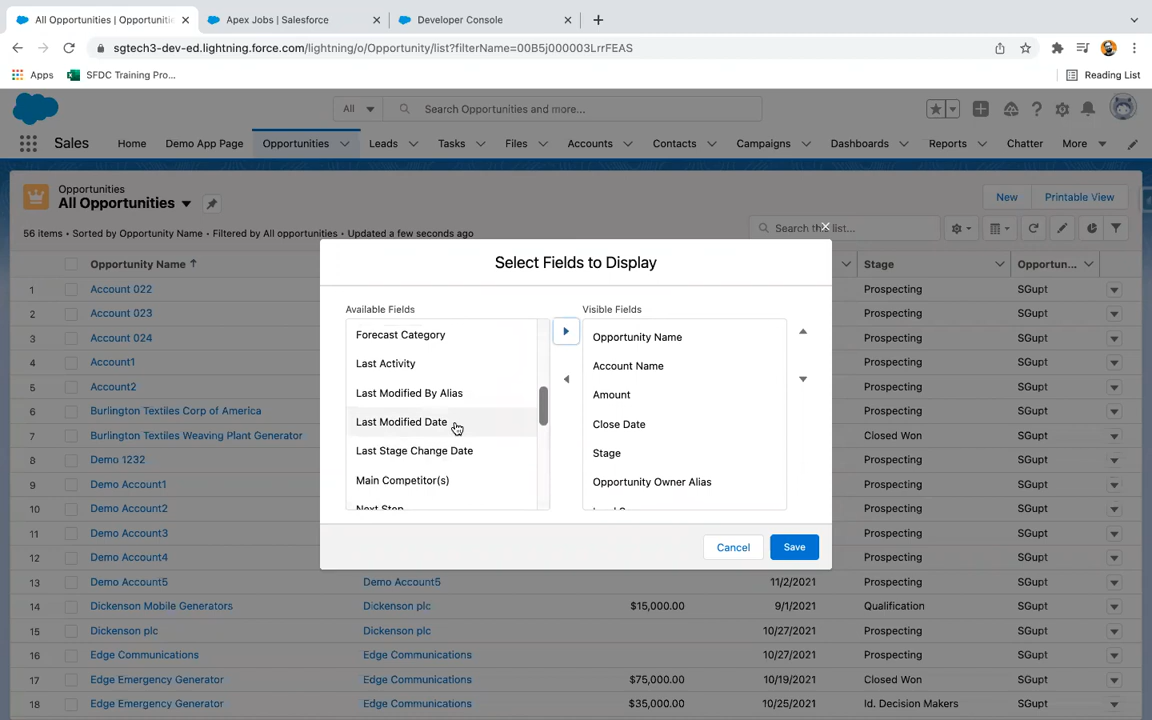 All Opportunities | Opportunitie
Apex Jobs | Salesforce
Developer Console
sgtech3-dev-ed.lightning.force.com/lightning/o/Opportunity/list?filterName=00B5j000003LrrFEAS
Apps
SFDC Training Pro...
Reading List
All
Search Opportunities and more...
Sales
Home
Demo App Page
Opportunities
Leads
Tasks
Files
Accounts
Contacts
Campaigns
Dashboards
Reports
Chatter
More
Opportunities
All Opportunities
New
Printable View
56 items • Sorted by Opportunity Name • Filtered by All opportunities • Updated a few seconds ago
Search this list...
Opportunity Name
Stage
Opportun...
1 Account 022 Prospecting SGupt
2 Account 023 Prospecting SGupt
3 Account 024 Prospecting SGupt
4 Account1 Prospecting SGupt
5 Account2 Prospecting SGupt
6 Burlington Textiles Corp of America Prospecting SGupt
7 Burlington Textiles Weaving Plant Generator Closed Won SGupt
8 Demo 1232 Prospecting SGupt
9 Demo Account1 Prospecting SGupt
10 Demo Account2 Prospecting SGupt
11 Demo Account3 Prospecting SGupt
12 Demo Account4 Prospecting SGupt
13 Demo Account5 Demo Account5 11/2/2021 Prospecting SGupt
14 Dickenson Mobile Generators Dickenson plc $15,000.00 9/1/2021 Qualification SGupt
15 Dickenson plc Dickenson plc 10/27/2021 Prospecting SGupt
16 Edge Communications Edge Communications 10/27/2021 Prospecting SGupt
17 Edge Emergency Generator Edge Communications $75,000.00 10/19/2021 Closed Won SGupt
18 Edge Emergency Generator Edge Communications $35,000.00 10/25/2021 Id. Decision Makers SGupt
Select Fields to Display
Available Fields
Forecast Category
Last Activity
Last Modified By Alias
Last Modified Date
Last Stage Change Date
Main Competitor(s)
Next Step
Visible Fields
Opportunity Name
Account Name
Amount
Close Date
Stage
Opportunity Owner Alias
Cancel
Save